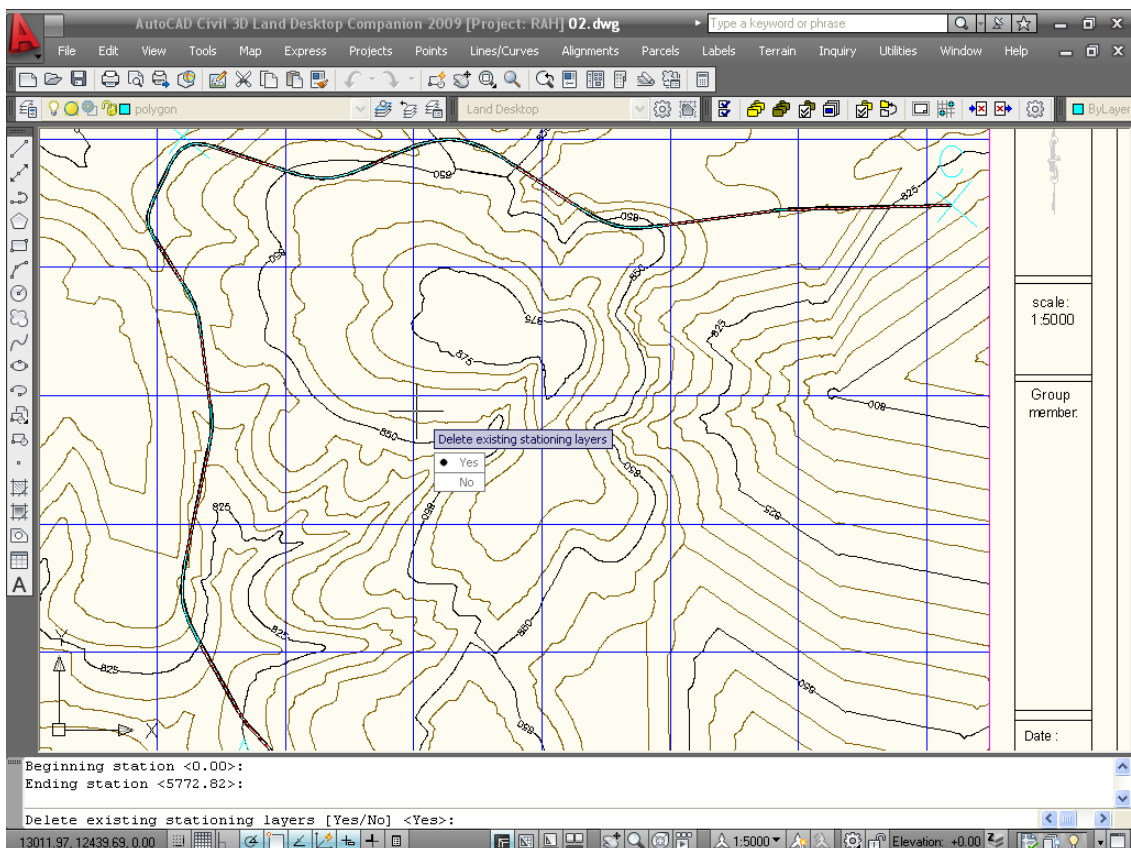 AutoCAD Civil 3D Land Desktop Companion 2009 [Project: RAH] 02.dwg
Type a keyword or phrase
File Edit View Tools Map Express Projects Points Lines/Curves Alignments Parcels Labels Terrain Inquiry Utilities Window Help
polygon
Land Desktop
ByLayer
C
850
825
850
850
850
875
825
875
800
850
Delete existing stationing layers
Yes
No
850
825
850
825
850
825
825
850
850
850
Y
X
A
scale:
1:5000
Group
member:
Date :
Beginning station <0.00>:
Ending station <5772.82>:
Delete existing stationing layers [Yes/No] <Yes>:
13011.97, 12439.69, 0.00
1:5000
Elevation: +0.00